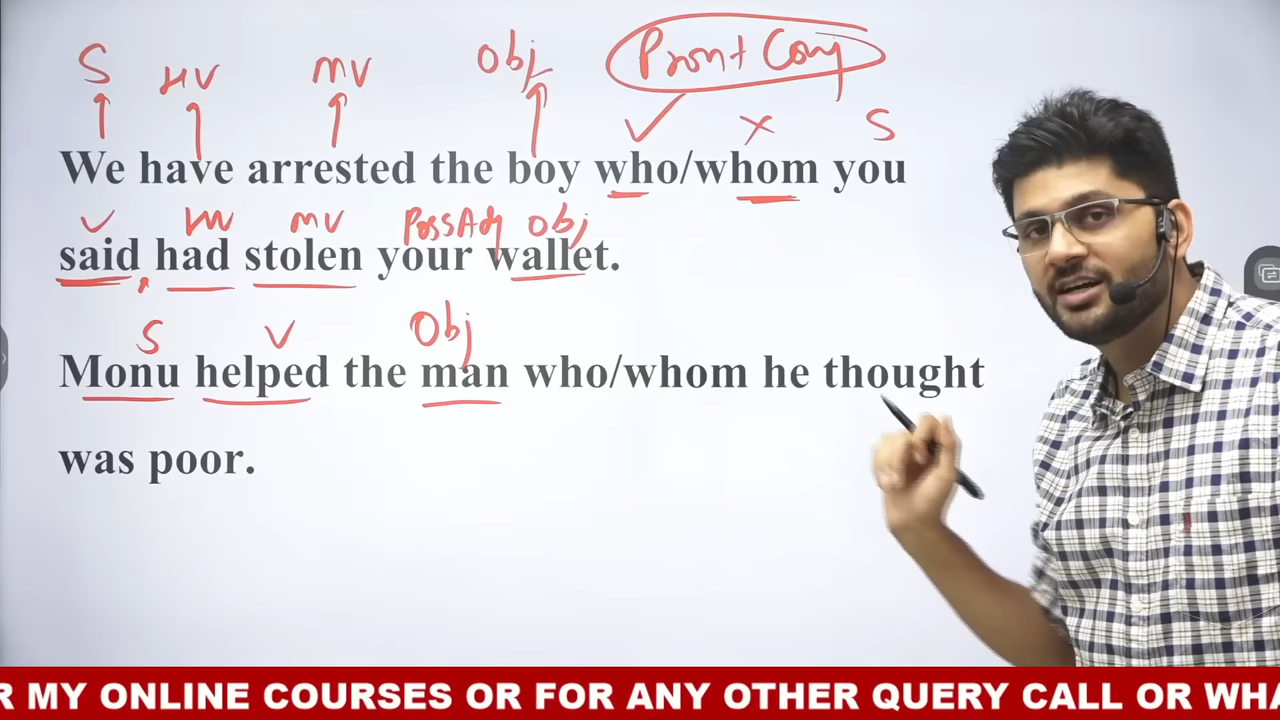 S HV MV Obj Pron+Conj
✓ × S
We have arrested the boy who/whom you
V HV MV PossAdj Obj
said had stolen your wallet.
S V Obj
Monu helped the man who/whom he thought
was poor.
R MY ONLINE COURSES OR FOR ANY OTHER QUERY CALL OR WHA